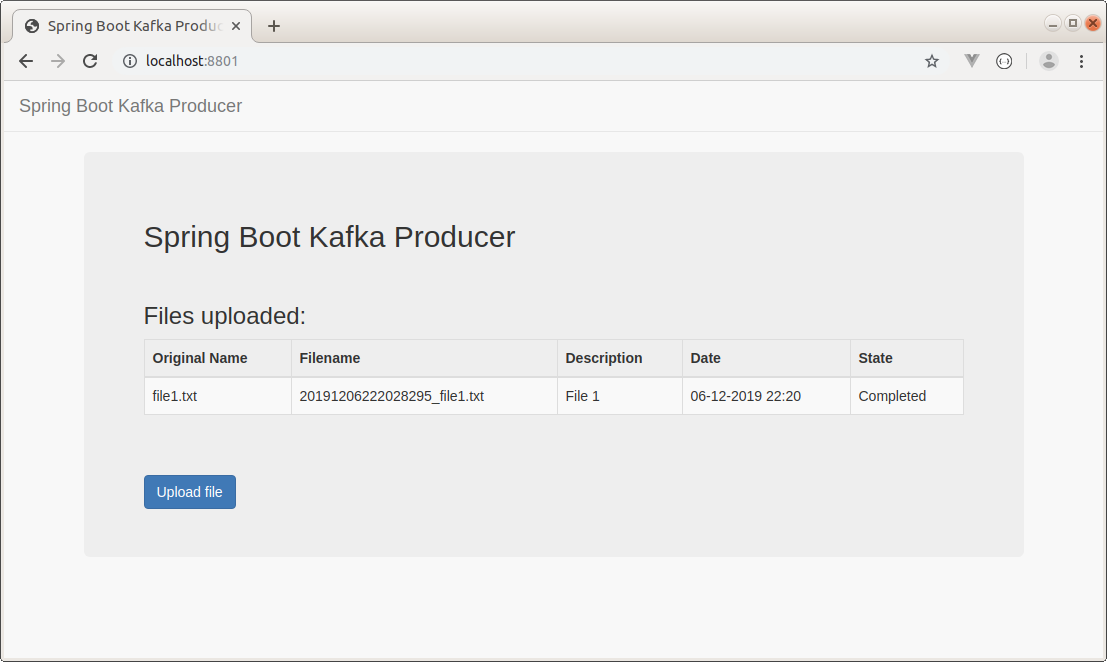 Spring Boot Kafka Produc
localhost:8801
Spring Boot Kafka Producer
Spring Boot Kafka Producer
Files uploaded:
Original Name Filename Description Date State
file1.txt 20191206222028295_file1.txt File 1 06-12-2019 22:20 Completed
Upload file